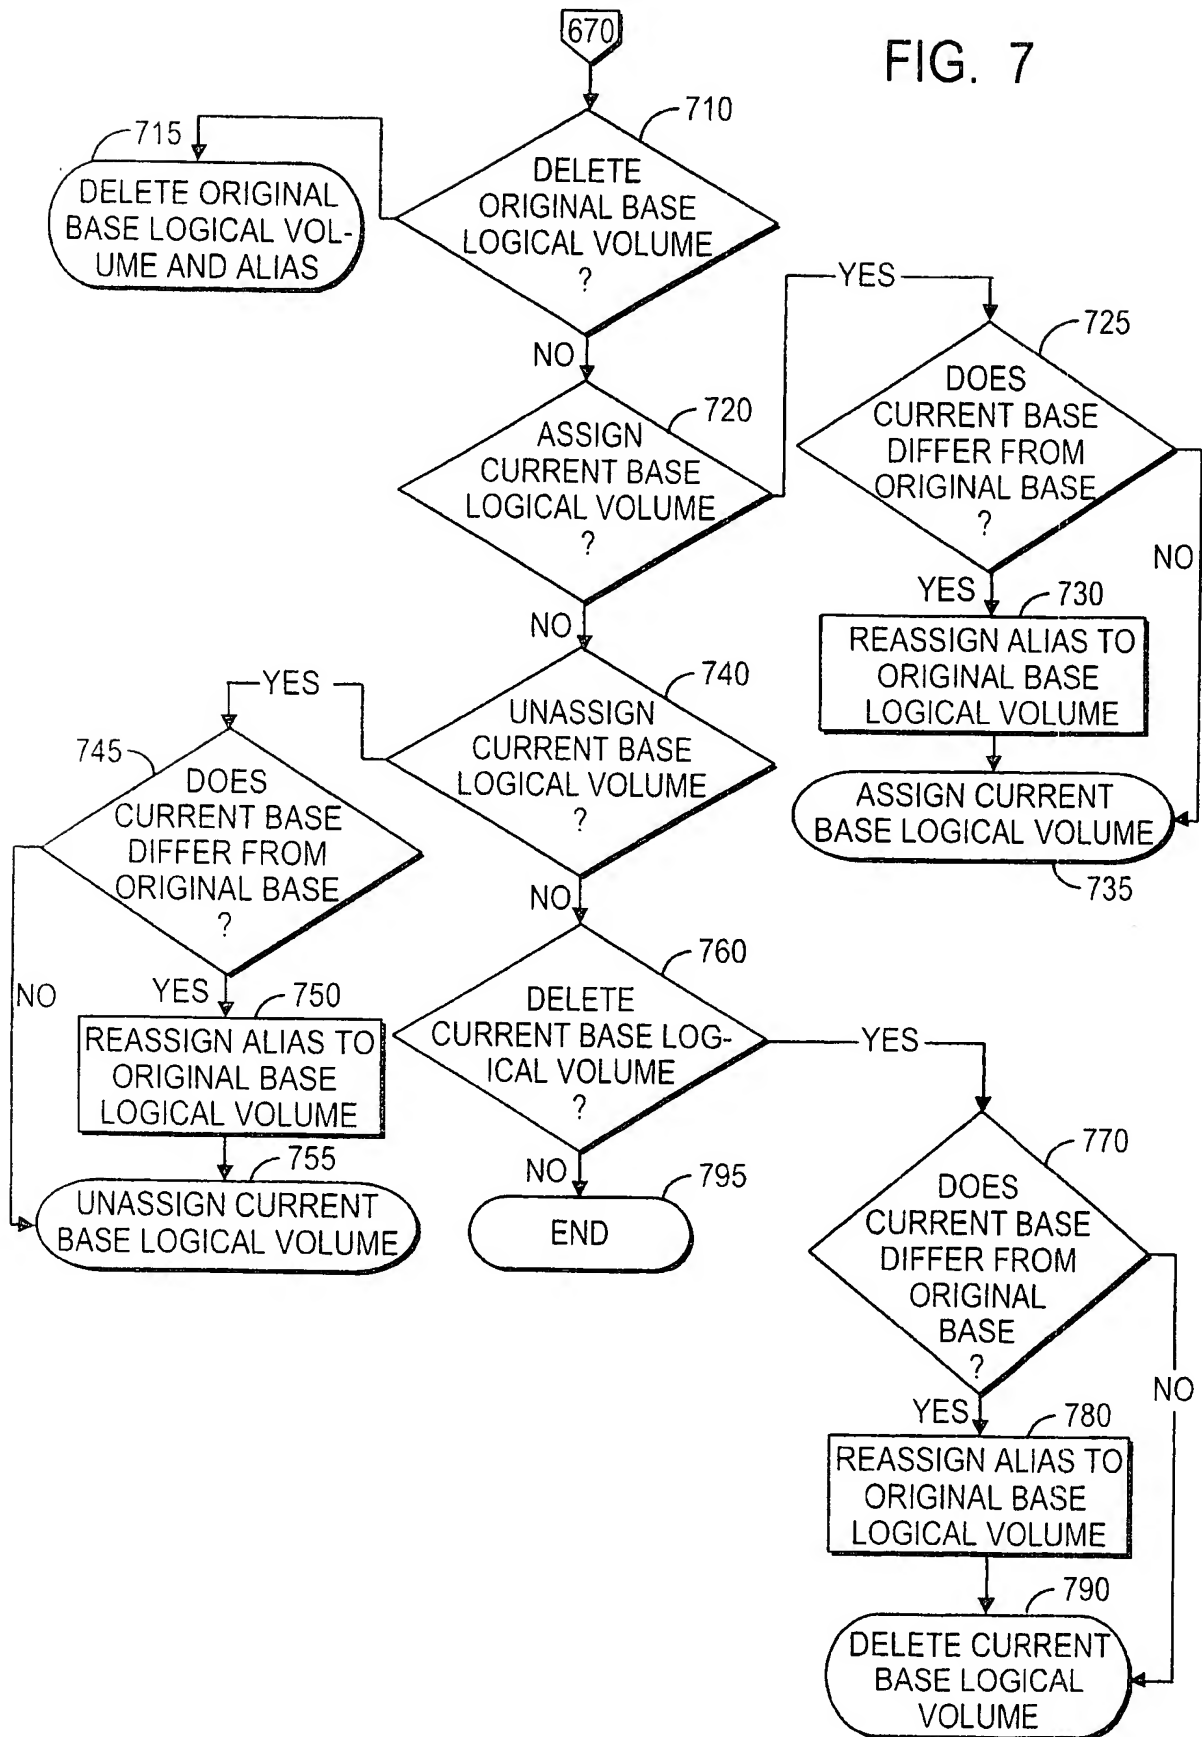 670
FIG. 7
710
DELETE
ORIGINAL BASE
LOGICAL VOLUME
?
715
DELETE ORIGINAL
BASE LOGICAL VOL-
UME AND ALIAS
NO
YES
720
ASSIGN
CURRENT BASE
LOGICAL VOLUME
?
725
DOES
CURRENT BASE
DIFFER FROM
ORIGINAL BASE
?
NO
YES
730
REASSIGN ALIAS TO
ORIGINAL BASE
LOGICAL VOLUME
ASSIGN CURRENT
BASE LOGICAL VOLUME
735
NO
740
UNASSIGN
CURRENT BASE
LOGICAL VOLUME
?
YES
745
DOES
CURRENT BASE
DIFFER FROM
ORIGINAL BASE
?
NO
YES
750
REASSIGN ALIAS TO
ORIGINAL BASE
LOGICAL VOLUME
755
UNASSIGN CURRENT
BASE LOGICAL VOLUME
NO
760
DELETE
CURRENT BASE LOG-
ICAL VOLUME
?
YES
NO
795
END
770
DOES
CURRENT BASE
DIFFER FROM
ORIGINAL
BASE
?
NO
YES
780
REASSIGN ALIAS TO
ORIGINAL BASE
LOGICAL VOLUME
790
DELETE CURRENT
BASE LOGICAL
VOLUME